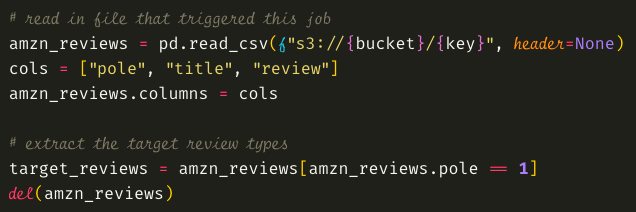 # read in file that triggered this job
amzn_reviews = pd.read_csv(f"s3://{bucket}/{key}", header=None)
cols = ["pole", "title", "review"]
amzn_reviews.columns = cols
# extract the target review types
target_reviews = amzn_reviews[amzn_reviews.pole == 1]
del(amzn_reviews)